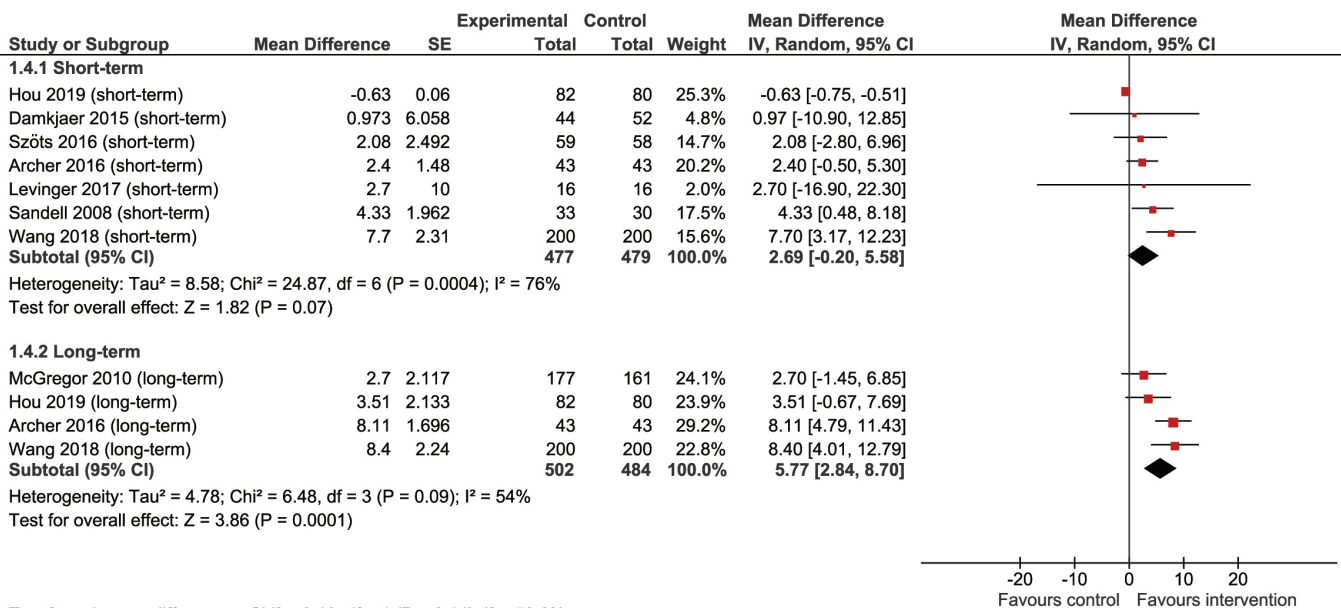 Experimental Control Mean Difference Mean Difference
Study or Subgroup Mean Difference SE Total Total Weight IV, Random, 95% CI IV, Random, 95% CI
1.4.1 Short-term
Hou 2019 (short-term) -0.63 0.06 82 80 25.3% -0.63 [-0.75, -0.51]
Damkjaer 2015 (short-term) 0.973 6.058 44 52 4.8% 0.97 [-10.90, 12.85]
Szöts 2016 (short-term) 2.08 2.492 59 58 14.7% 2.08 [-2.80, 6.96]
Archer 2016 (short-term) 2.4 1.48 43 43 20.2% 2.40 [-0.50, 5.30]
Levinger 2017 (short-term) 2.7 10 16 16 2.0% 2.70 [-16.90, 22.30]
Sandell 2008 (short-term) 4.33 1.962 33 30 17.5% 4.33 [0.48, 8.18]
Wang 2018 (short-term) 7.7 2.31 200 200 15.6% 7.70 [3.17, 12.23]
Subtotal (95% CI) 477 479 100.0% 2.69 [-0.20, 5.58]
Heterogeneity: Tau² = 8.58; Chi² = 24.87, df = 6 (P = 0.0004); I² = 76%
Test for overall effect: Z = 1.82 (P = 0.07)
1.4.2 Long-term
McGregor 2010 (long-term) 2.7 2.117 177 161 24.1% 2.70 [-1.45, 6.85]
Hou 2019 (long-term) 3.51 2.133 82 80 23.9% 3.51 [-0.67, 7.69]
Archer 2016 (long-term) 8.11 1.696 43 43 29.2% 8.11 [4.79, 11.43]
Wang 2018 (long-term) 8.4 2.24 200 200 22.8% 8.40 [4.01, 12.79]
Subtotal (95% CI) 502 484 100.0% 5.77 [2.84, 8.70]
Heterogeneity: Tau² = 4.78; Chi² = 6.48, df = 3 (P = 0.09); I² = 54%
Test for overall effect: Z = 3.86 (P = 0.0001)
-20 -10 0 10 20
Favours control Favours intervention